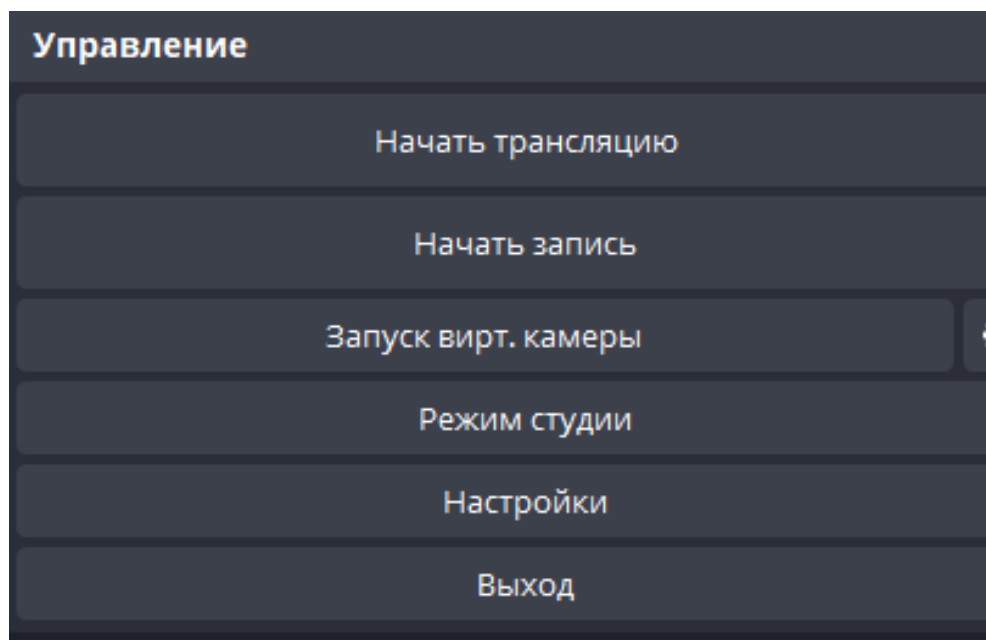 Управление
Начать трансляцию
Начать запись
Запуск вирт. камеры
Режим студии
Настройки
Выход